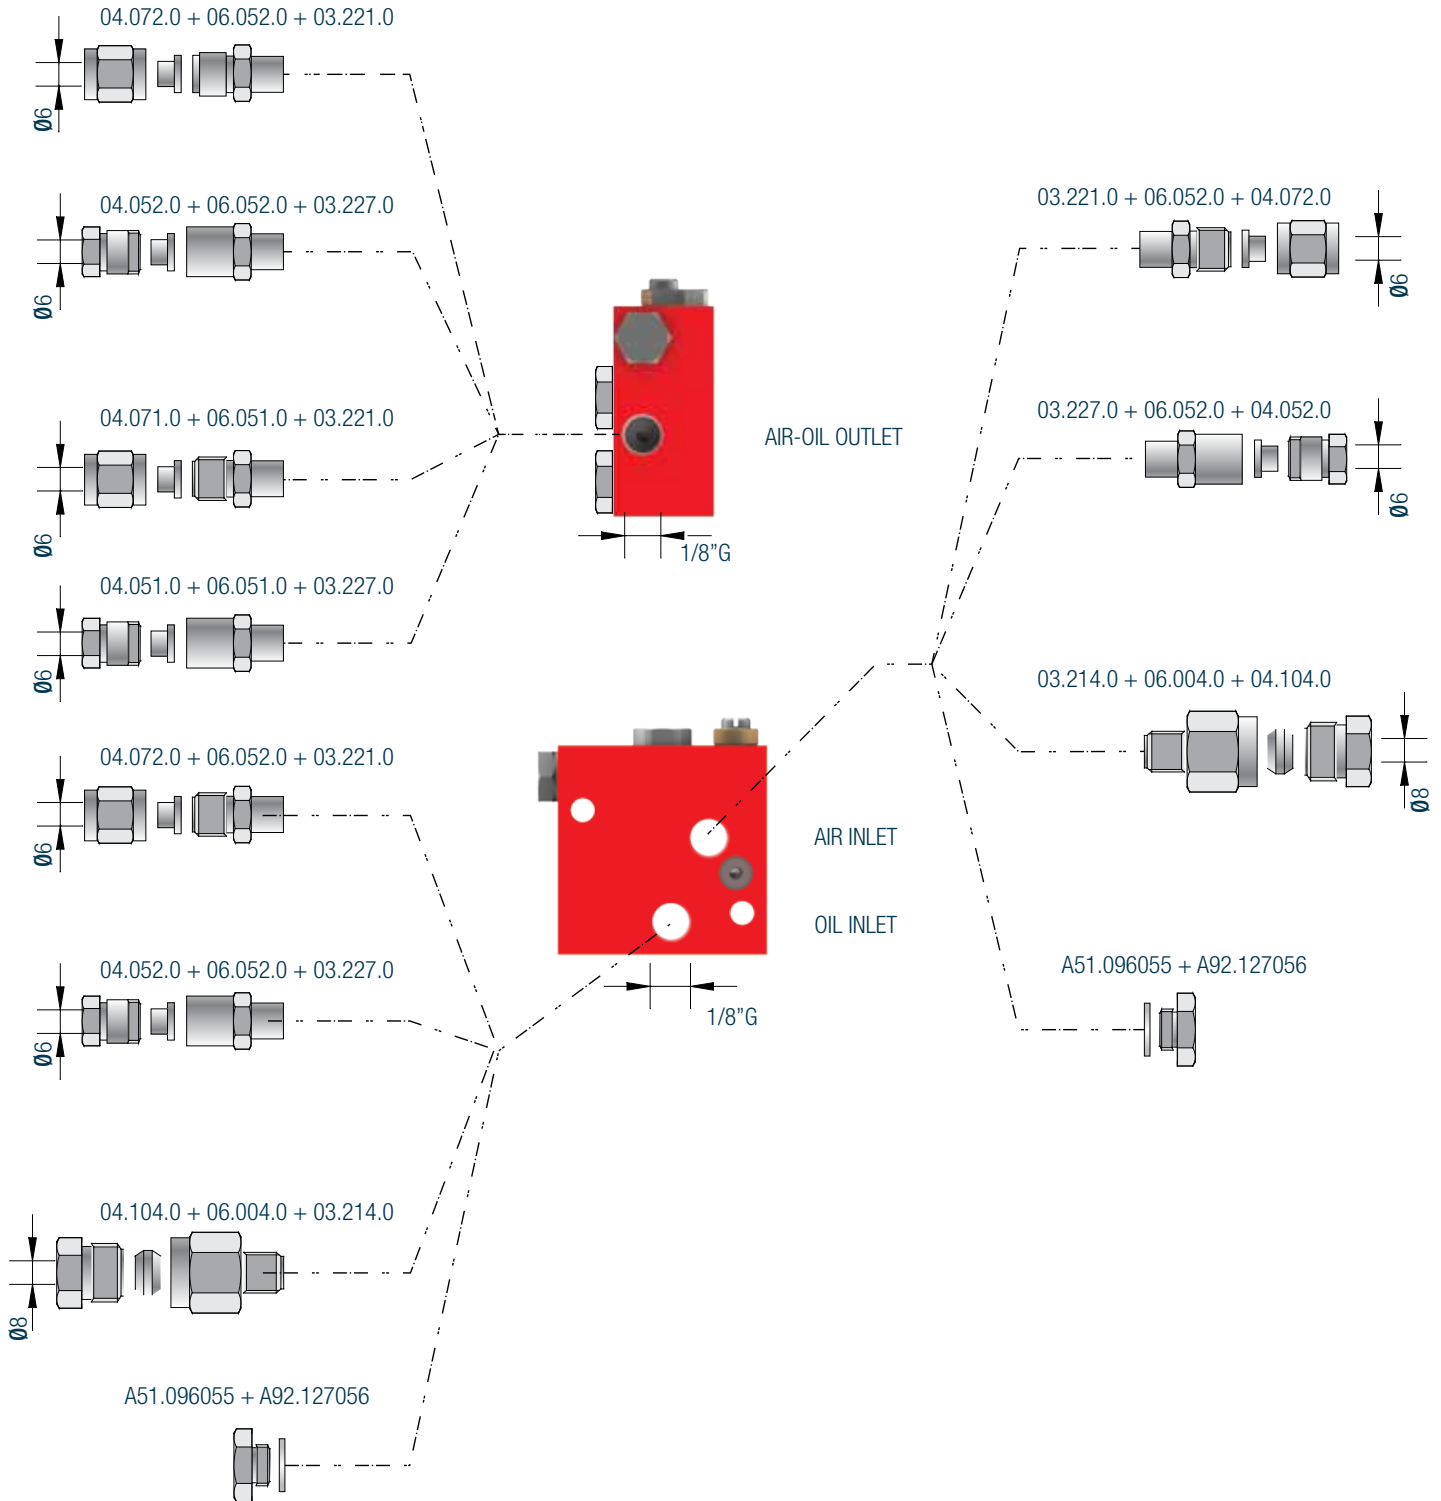 04.072.0 + 06.052.0 + 03.221.0
Ø6
04.052.0 + 06.052.0 + 03.227.0
Ø6
04.071.0 + 06.051.0 + 03.221.0
Ø6
04.051.0 + 06.051.0 + 03.227.0
Ø6
04.072.0 + 06.052.0 + 03.221.0
Ø6
04.052.0 + 06.052.0 + 03.227.0
Ø6
04.104.0 + 06.004.0 + 03.214.0
Ø8
A51.096055 + A92.127056
AIR-OIL OUTLET
1/8”G
AIR INLET
OIL INLET
1/8”G
03.221.0 + 06.052.0 + 04.072.0
Ø6
03.227.0 + 06.052.0 + 04.052.0
Ø6
03.214.0 + 06.004.0 + 04.104.0
Ø8
A51.096055 + A92.127056